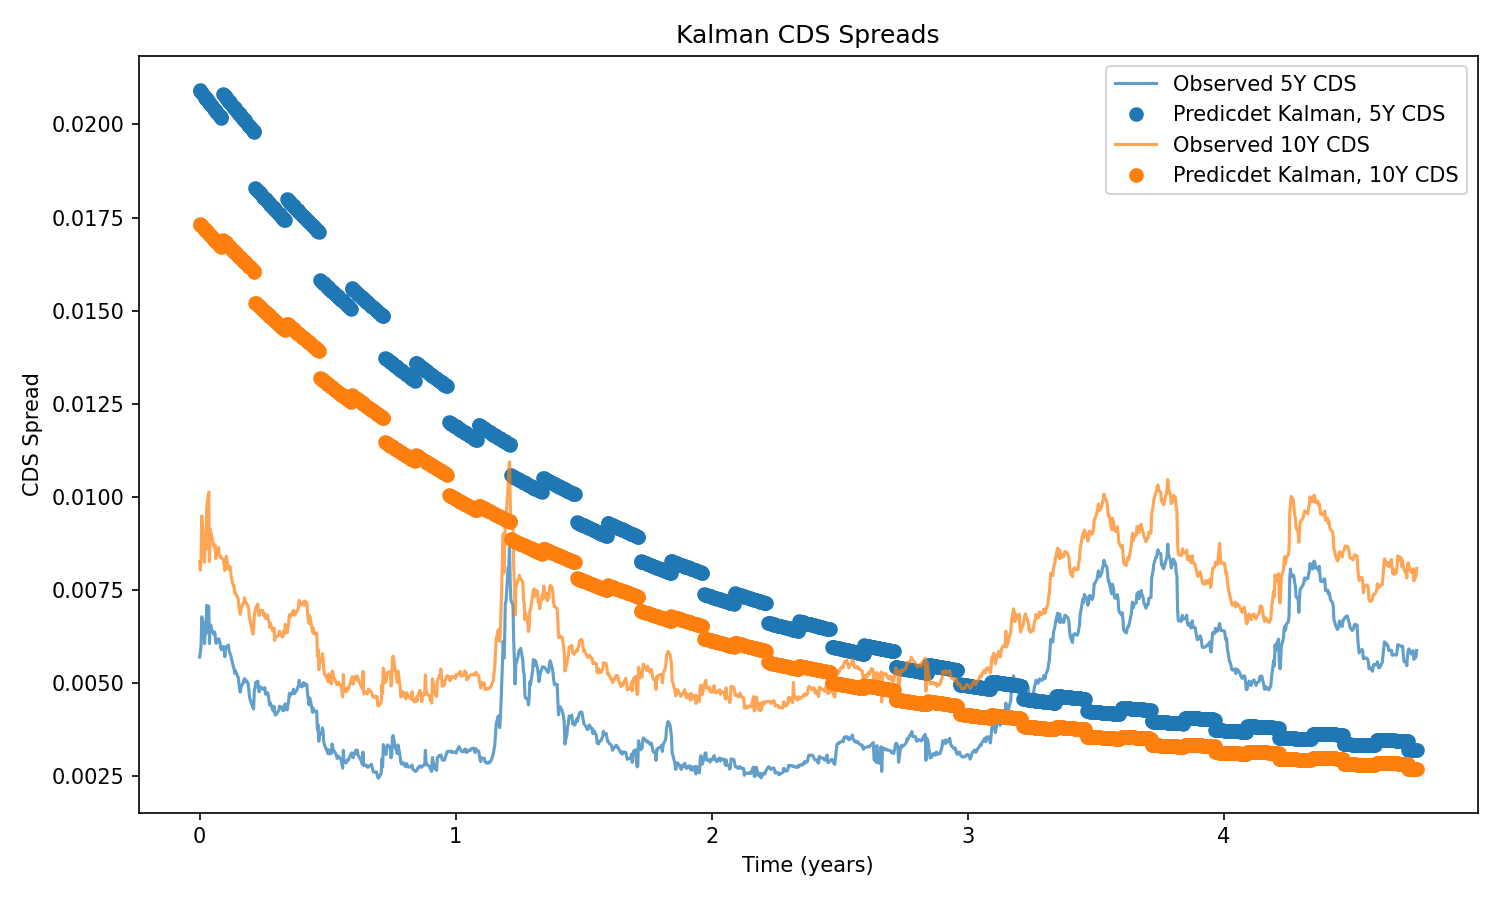 Kalman CDS Spreads
Observed 5Y CDS
Predicdet Kalman, 5Y CDS
Observed 10Y CDS
Predicdet Kalman, 10Y CDS
CDS Spread
0.0200
0.0175
0.0150
0.0125
0.0100
0.0075
0.0050
0.0025
0 1 2 3 4
Time (years)